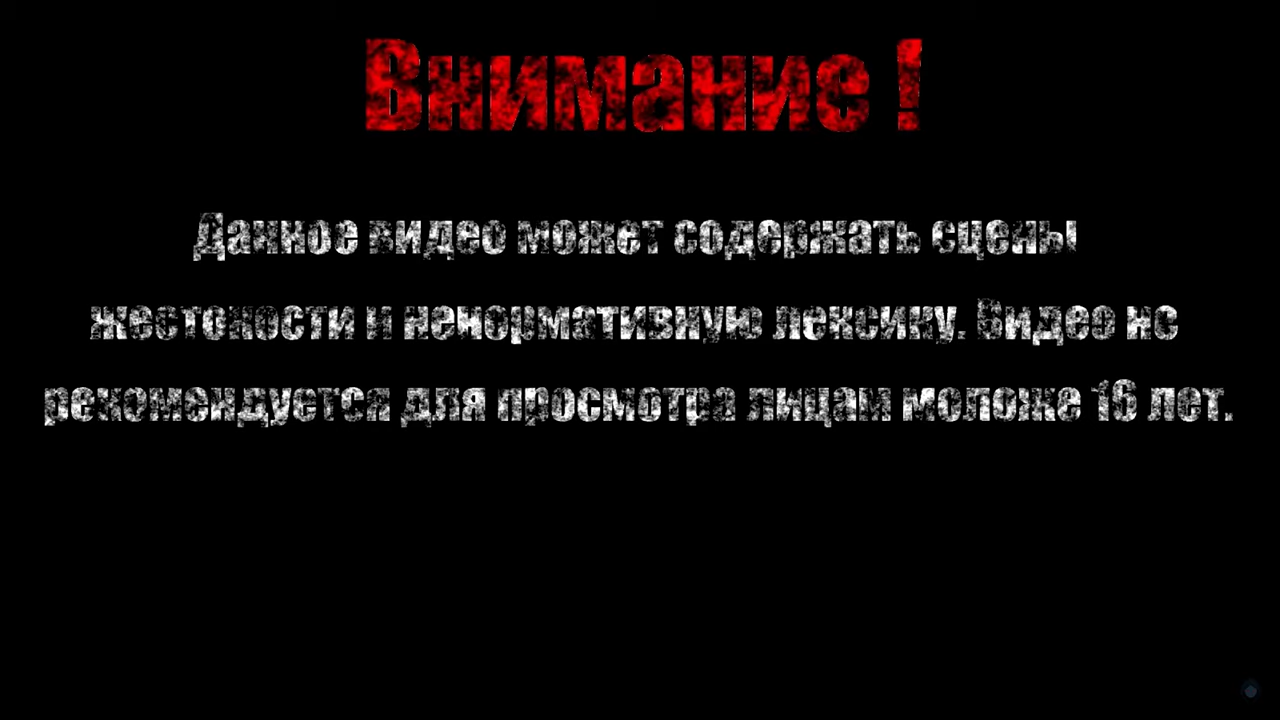 Внимание !
Данное видео может содержать сцены
жестокости и ненормативную лексику. Видео не
рекомендуется для просмотра лицам моложе 16 лет.